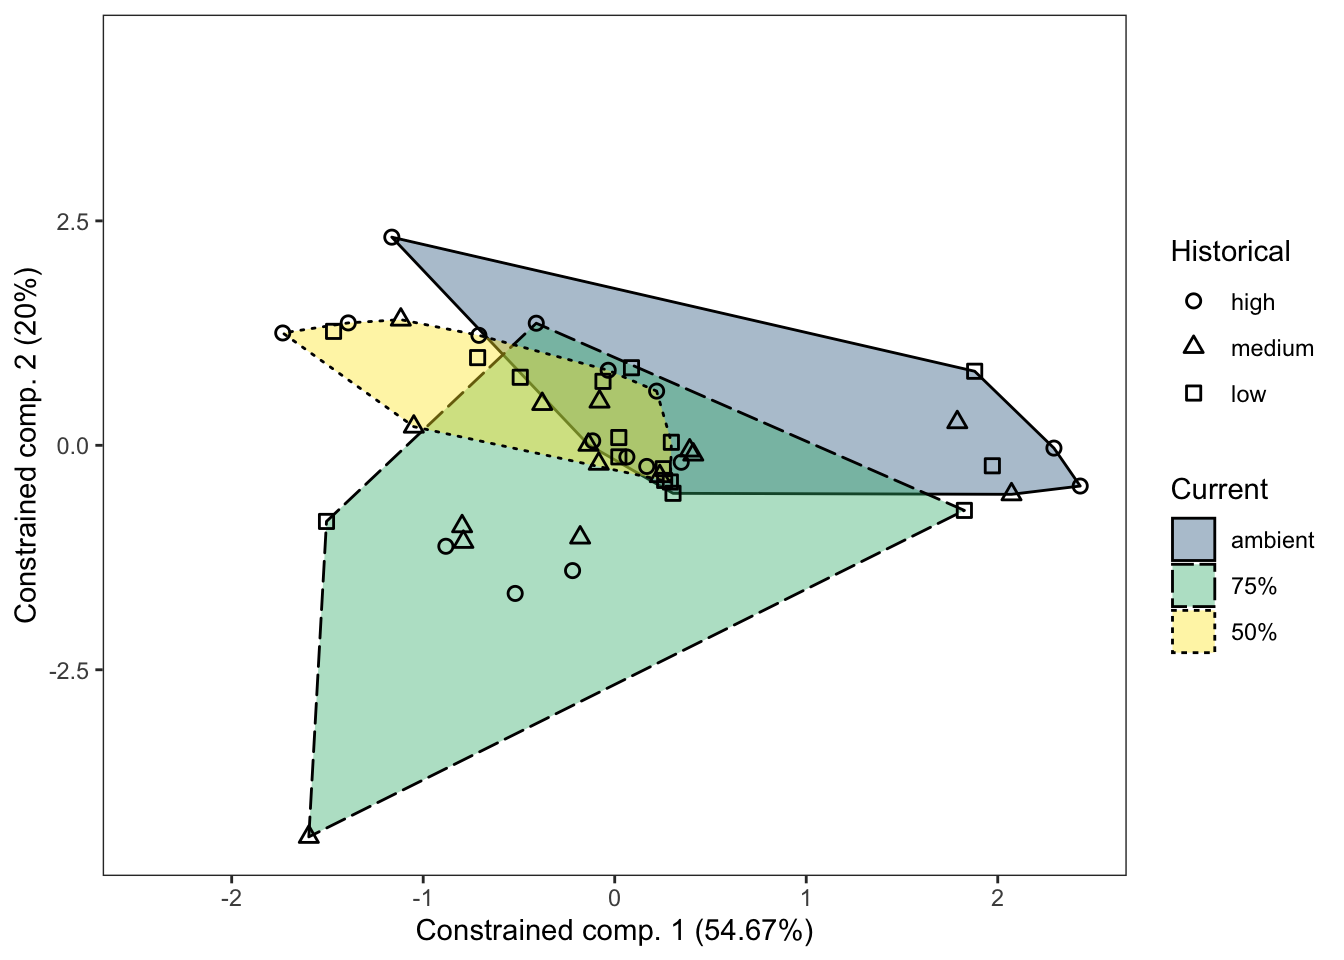 2.5
0.0
-2.5
Constrained comp. 2 (20%)
-2
-1
0
1
2
Constrained comp. 1 (54.67%)
Historical
high
medium
low
Current
ambient
75%
50%